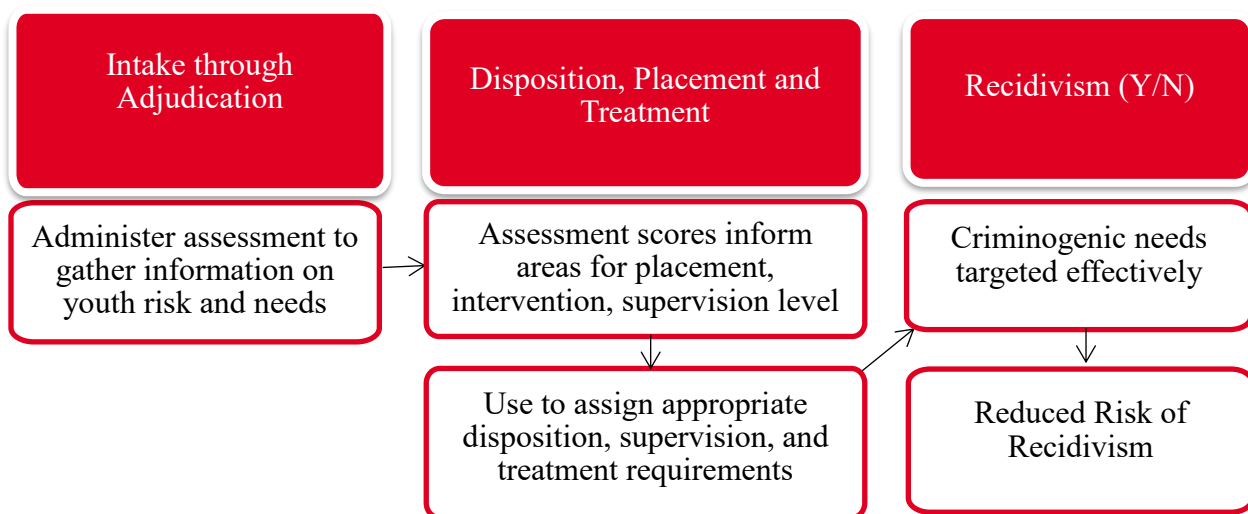 Intake through
Adjudication
Disposition, Placement and
Treatment
Recidivism (Y/N)
Administer assessment to
gather information on
youth risk and needs
Assessment scores inform
areas for placement,
intervention, supervision level
Use to assign appropriate
disposition, supervision, and
treatment requirements
Criminogenic needs
targeted effectively
Reduced Risk of
Recidivism